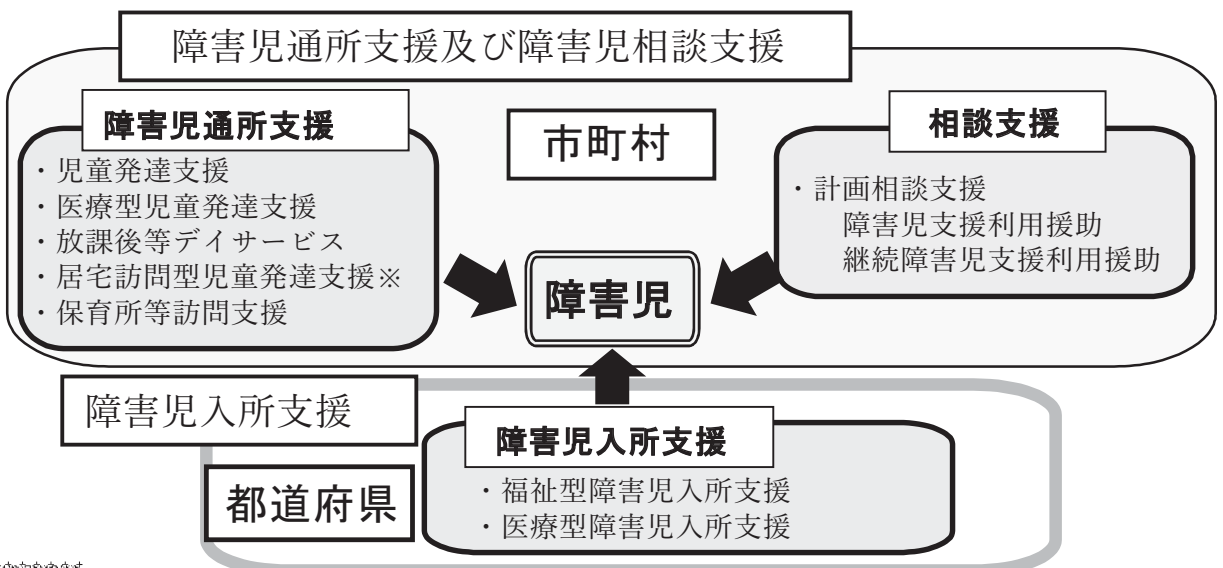 障害児通所支援及び障害児相談支援
障害児通所支援
・児童発達支援
・医療型児童発達支援
・放課後等デイサービス
・居宅訪問型児童発達支援※
・保育所等訪問支援
市町村
相談支援
・計画相談支援
障害児支援利用援助
継続障害児支援利用援助
障害児
障害児入所支援
都道府県
障害児入所支援
・福祉型障害児入所支援
・医療型障害児入所支援